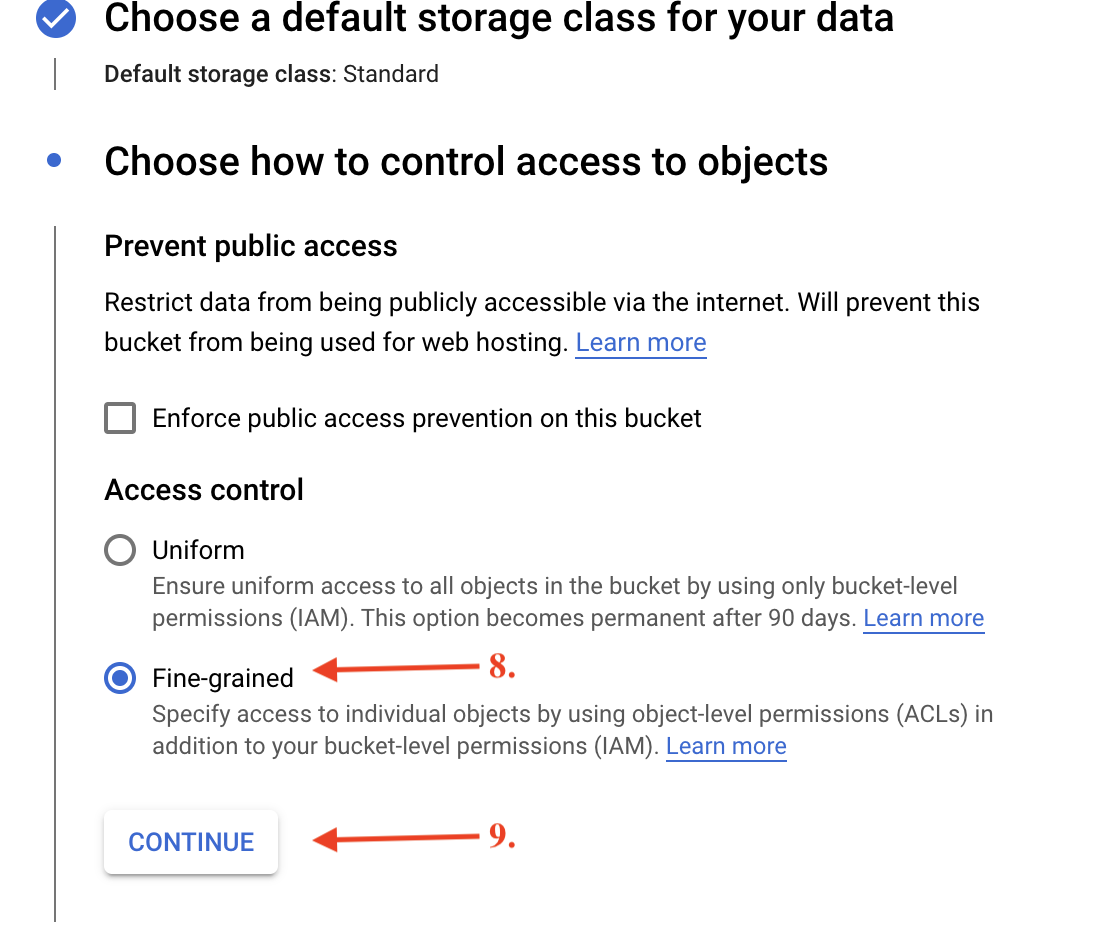 Choose a default storage class for your data
Default storage class: Standard
Choose how to control access to objects
Prevent public access
Restrict data from being publicly accessible via the internet. Will prevent this
bucket from being used for web hosting. Learn more
Enforce public access prevention on this bucket
Access control
Uniform
Ensure uniform access to all objects in the bucket by using only bucket-level
permissions (IAM). This option becomes permanent after 90 days. Learn more
Fine-grained 8.
Specify access to individual objects by using object-level permissions (ACLs) in
addition to your bucket-level permissions (IAM). Learn more
CONTINUE 9.